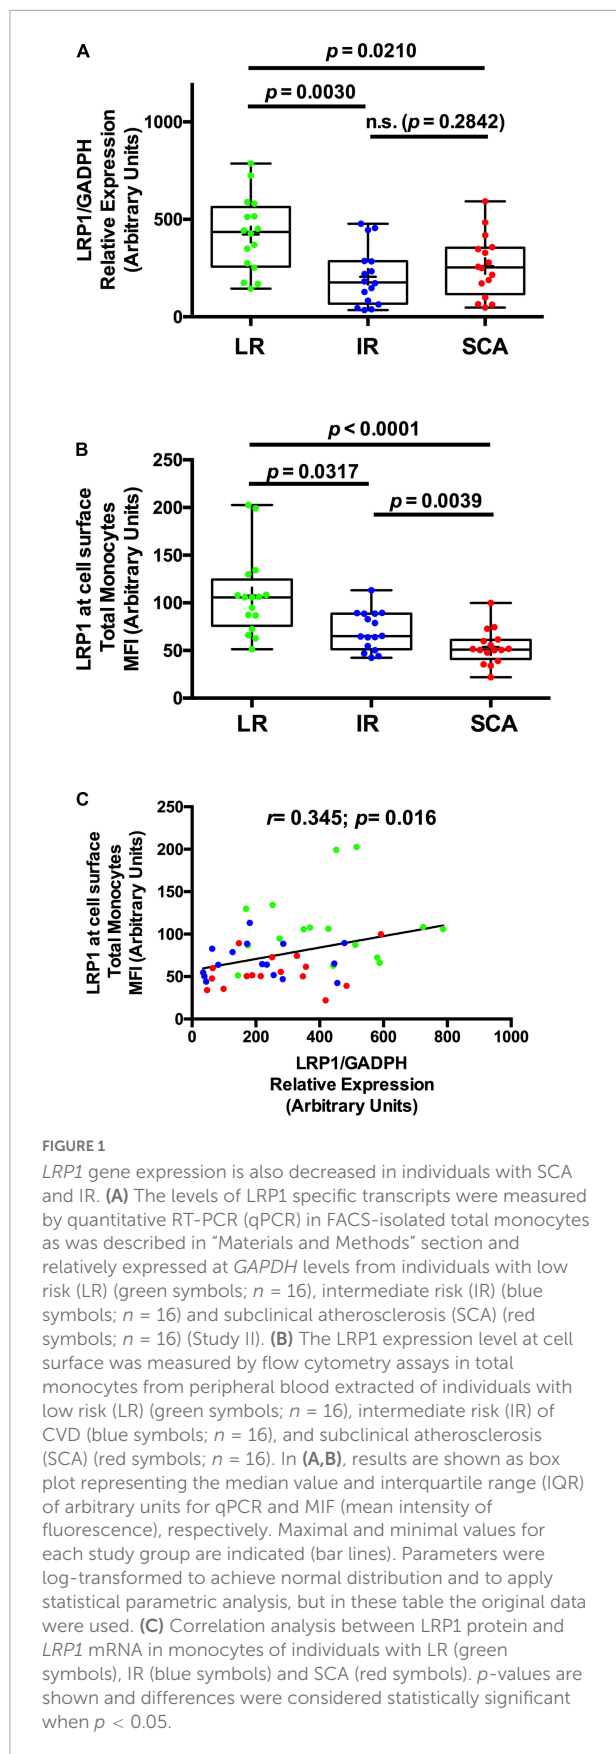 A
p = 0.0210
p = 0.0030
n.s. (p = 0.2842)
LRP1/GADPH
Relative Expression
(Arbitrary Units)
1000
500
0
LR
IR
SCA
B
p < 0.0001
p = 0.0317
p = 0.0039
LRP1 at cell surface
Total Monocytes
MFI (Arbitrary Units)
250
200
150
100
50
0
LR
IR
SCA
C
r= 0.345; p= 0.016
LRP1 at cell surface
Total Monocytes
MFI (Arbitrary Units)
250
200
150
100
50
0
0
200
400
600
800
1000
LRP1/GADPH
Relative Expression
(Arbitrary Units)
FIGURE 1
LRP1 gene expression is also decreased in individuals with SCA
and IR. (A) The levels of LRP1 specific transcripts were measured
by quantitative RT-PCR (qPCR) in FACS-isolated total monocytes
as was described in “Materials and Methods” section and
relatively expressed at GAPDH levels from individuals with low
risk (LR) (green symbols; n = 16), intermediate risk (IR) (blue
symbols; n = 16) and subclinical atherosclerosis (SCA) (red
symbols; n = 16) (Study II). (B) The LRP1 expression level at cell
surface was measured by flow cytometry assays in total
monocytes from peripheral blood extracted of individuals with
low risk (LR) (green symbols; n = 16), intermediate risk (IR) of
CVD (blue symbols; n = 16), and subclinical atherosclerosis
(SCA) (red symbols; n = 16). In (A,B), results are shown as box
plot representing the median value and interquartile range (IQR)
of arbitrary units for qPCR and MIF (mean intensity of
fluorescence), respectively. Maximal and minimal values for
each study group are indicated (bar lines). Parameters were
log-transformed to achieve normal distribution and to apply
statistical parametric analysis, but in these table the original data
were used. (C) Correlation analysis between LRP1 protein and
LRP1 mRNA in monocytes of individuals with LR (green
symbols), IR (blue symbols) and SCA (red symbols). p-values are
shown and differences were considered statistically significant
when p < 0.05.